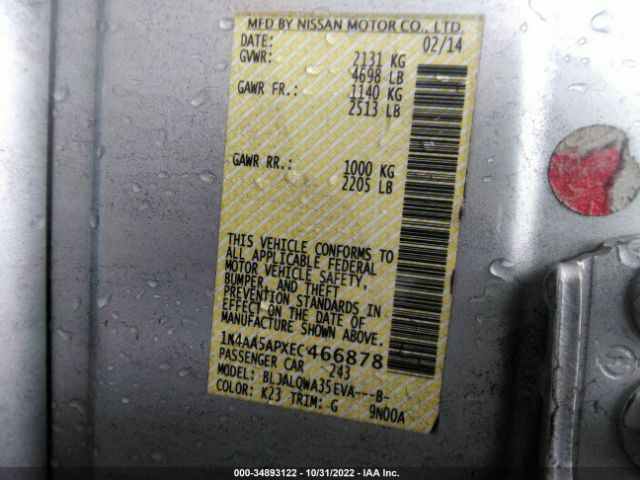 MFD BY NISSAN MOTOR CO., LTD.
DATE: 02/14
GVWR: 2131 KG
4698 LB
GAWR FR.: 1140 KG
2513 LB
GAWR RR.: 1000 KG
2205 LB
THIS VEHICLE CONFORMS TO
ALL APPLICABLE FEDERAL
MOTOR VEHICLE SAFETY,
BUMPER, AND THEFT
PREVENTION STANDARDS IN
EFFECT ON THE DATE OF
MANUFACTURE SHOWN ABOVE.
1N4AA5APXEC466878
PASSENGER CAR 243
MODEL: BLJALQWA35EVA---B-
COLOR: K23 TRIM: G 9N00A
000-34893122 - 10/31/2022 - IAA Inc.